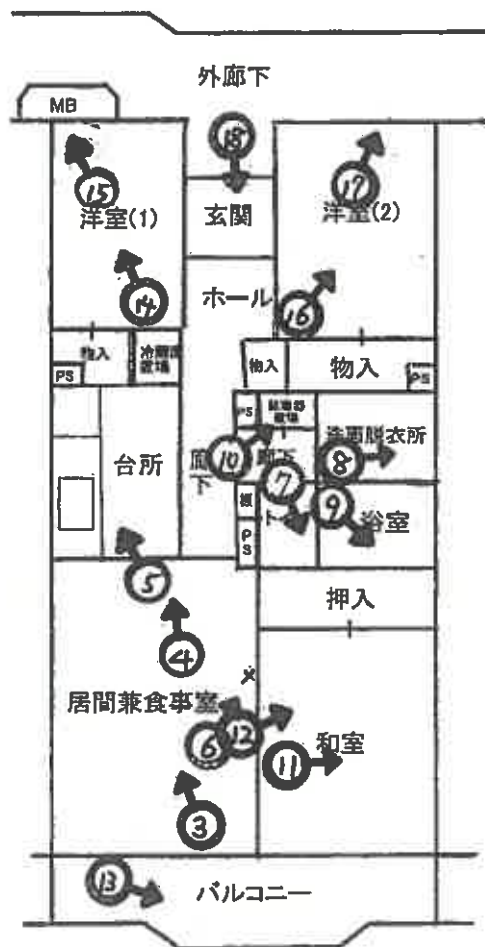 外廊下
MB
⑱
⑮
⑰
洋室(1)
玄関
洋室(2)
⑭
ホール
⑯
物入
冷蔵庫
置場
物入
物入
PS
PS
PS
置場
台所
廊下
⑩
廊下
洗面脱衣所
⑧
⑦
⑨
浴室
棚
PS
⑤
押入
④
×
居間兼食事室
⑥
⑫
和室
⑪
③
⑬
バルコニー